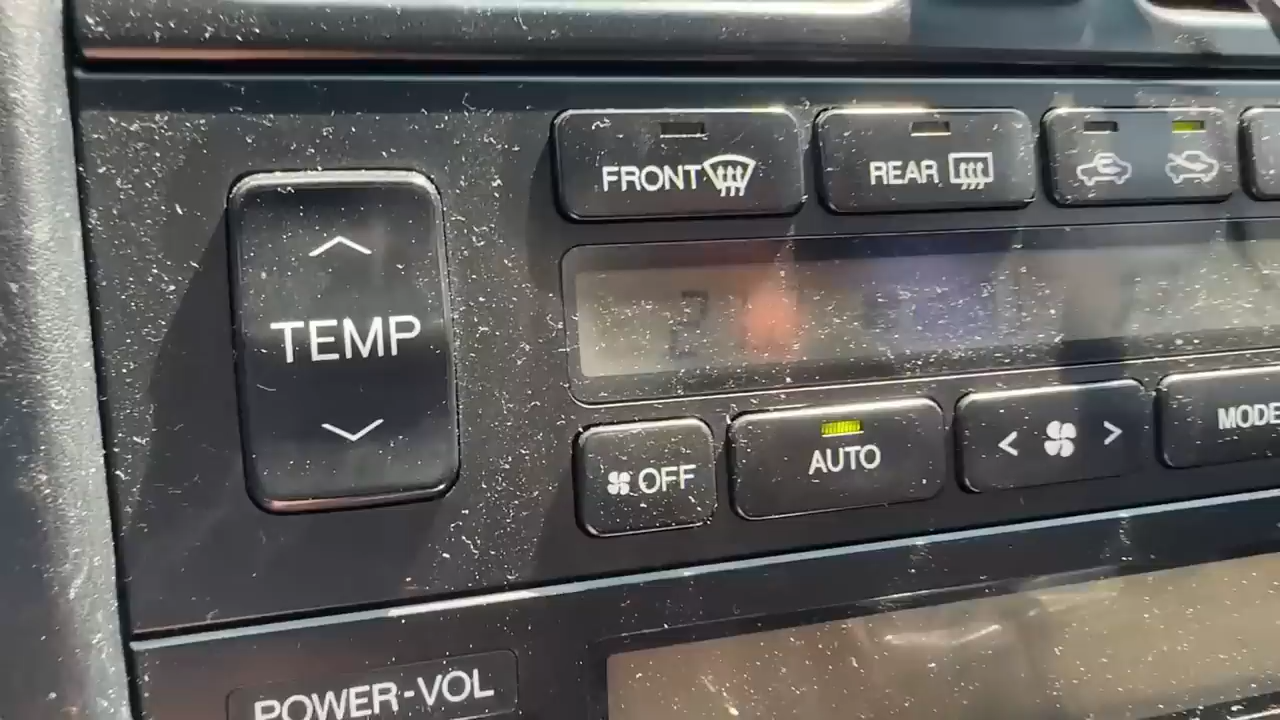 FRONT
REAR
TEMP
OFF
AUTO
< >
MODE
POWER-VOL